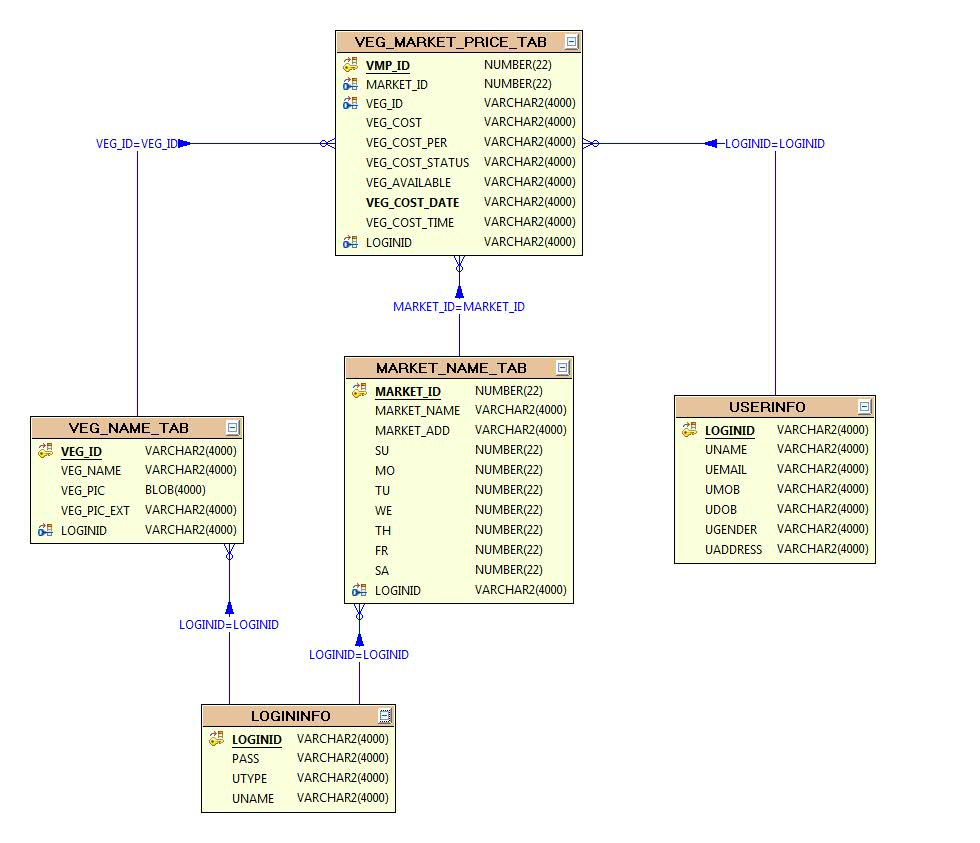 VEG_MARKET_PRICE_TAB
VMP_ID NUMBER(22)
MARKET_ID NUMBER(22)
VEG_ID VARCHAR2(4000)
VEG_COST VARCHAR2(4000)
VEG_COST_PER VARCHAR2(4000)
VEG_COST_STATUS VARCHAR2(4000)
VEG_AVAILABLE VARCHAR2(4000)
VEG_COST_DATE VARCHAR2(4000)
VEG_COST_TIME VARCHAR2(4000)
LOGINID VARCHAR2(4000)
VEG_ID=VEG_ID
LOGINID=LOGINID
MARKET_ID=MARKET_ID
MARKET_NAME_TAB
MARKET_ID NUMBER(22)
MARKET_NAME VARCHAR2(4000)
MARKET_ADD VARCHAR2(4000)
SU NUMBER(22)
MO NUMBER(22)
TU NUMBER(22)
WE NUMBER(22)
TH NUMBER(22)
FR NUMBER(22)
SA NUMBER(22)
LOGINID VARCHAR2(4000)
USERINFO
LOGINID VARCHAR2(4000)
UNAME VARCHAR2(4000)
UEMAIL VARCHAR2(4000)
UMOB VARCHAR2(4000)
UDOB VARCHAR2(4000)
UGENDER VARCHAR2(4000)
UADDRESS VARCHAR2(4000)
VEG_NAME_TAB
VEG_ID VARCHAR2(4000)
VEG_NAME VARCHAR2(4000)
VEG_PIC BLOB(4000)
VEG_PIC_EXT VARCHAR2(4000)
LOGINID VARCHAR2(4000)
LOGINID=LOGINID
LOGINID=LOGINID
LOGININFO
LOGINID VARCHAR2(4000)
PASS VARCHAR2(4000)
UTYPE VARCHAR2(4000)
UNAME VARCHAR2(4000)